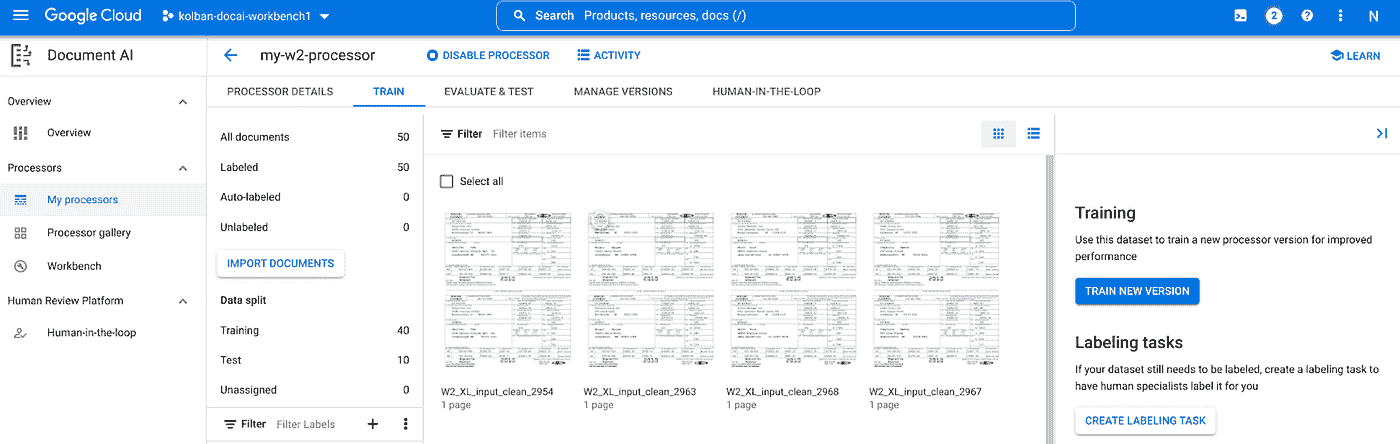 Google Cloud
kolban-docai-workbench1
Search Products, resources, docs (/)
2
N
Document AI
my-w2-processor
DISABLE PROCESSOR
ACTIVITY
LEARN
Overview
Overview
Processors
My processors
Processor gallery
Workbench
Human Review Platform
Human-in-the-loop
PROCESSOR DETAILS
TRAIN
EVALUATE & TEST
MANAGE VERSIONS
HUMAN-IN-THE-LOOP
All documents 50
Labeled 50
Auto-labeled 0
Unlabeled 0
IMPORT DOCUMENTS
Data split
Training 40
Test 10
Unassigned 0
Filter Filter Labels
Filter Filter items
Select all
W2_XL_input_clean_2954
1 page
W2_XL_input_clean_2963
1 page
W2_XL_input_clean_2968
1 page
W2_XL_input_clean_2967
1 page
Training
Use this dataset to train a new processor version for improved
performance
TRAIN NEW VERSION
Labeling tasks
If your dataset still needs to be labeled, create a labeling task to
have human specialists label it for you
CREATE LABELING TASK